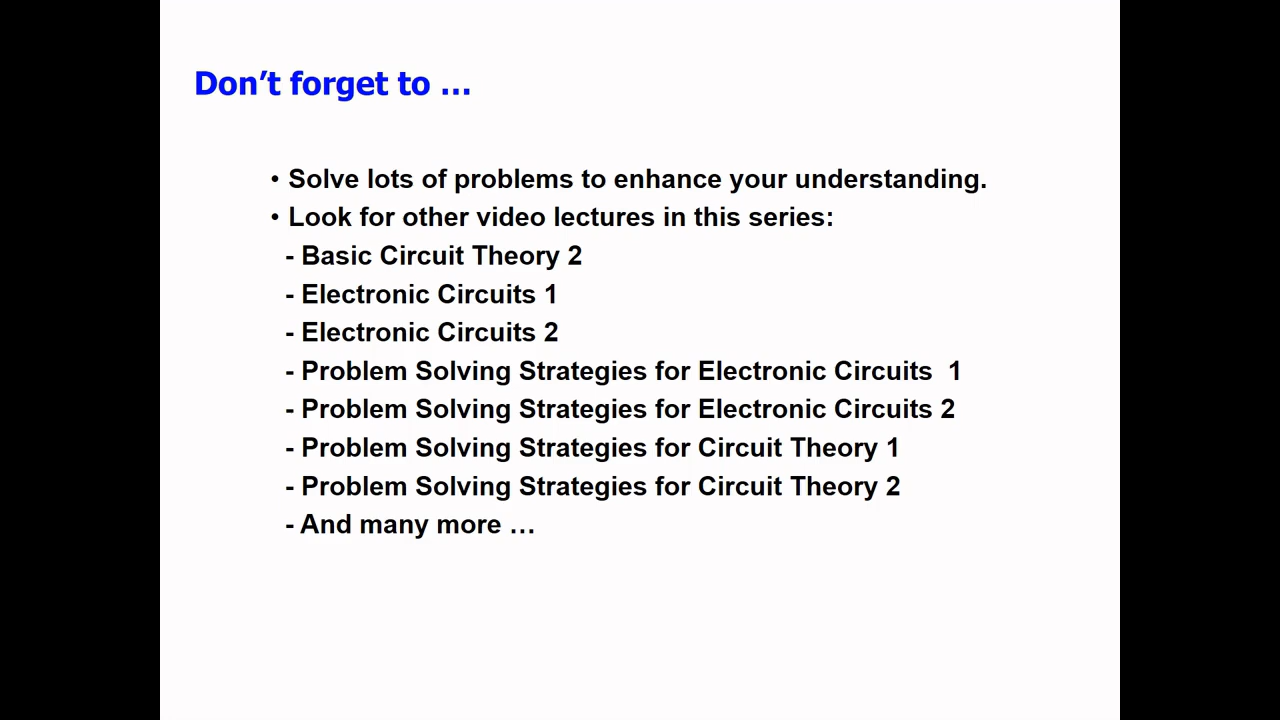 Don’t forget to …
• Solve lots of problems to enhance your understanding.
• Look for other video lectures in this series:
- Basic Circuit Theory 2
- Electronic Circuits 1
- Electronic Circuits 2
- Problem Solving Strategies for Electronic Circuits  1
- Problem Solving Strategies for Electronic Circuits 2
- Problem Solving Strategies for Circuit Theory 1
- Problem Solving Strategies for Circuit Theory 2
- And many more …